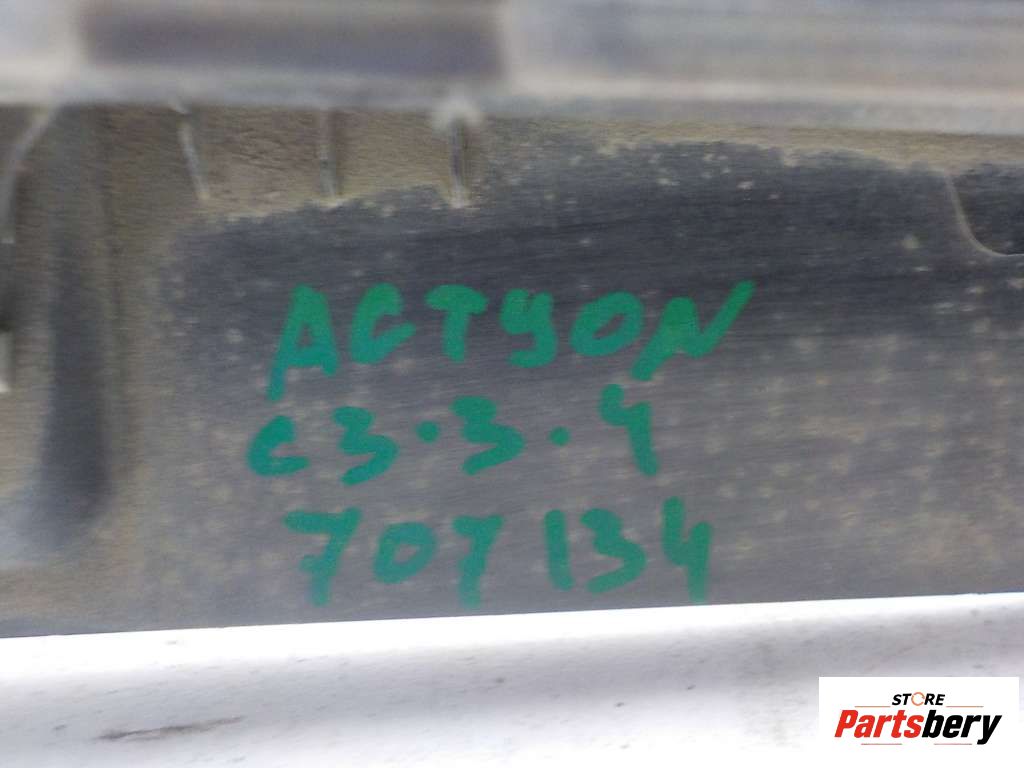 ACTYON
C3.3.4
707134
STORE
Partsbery